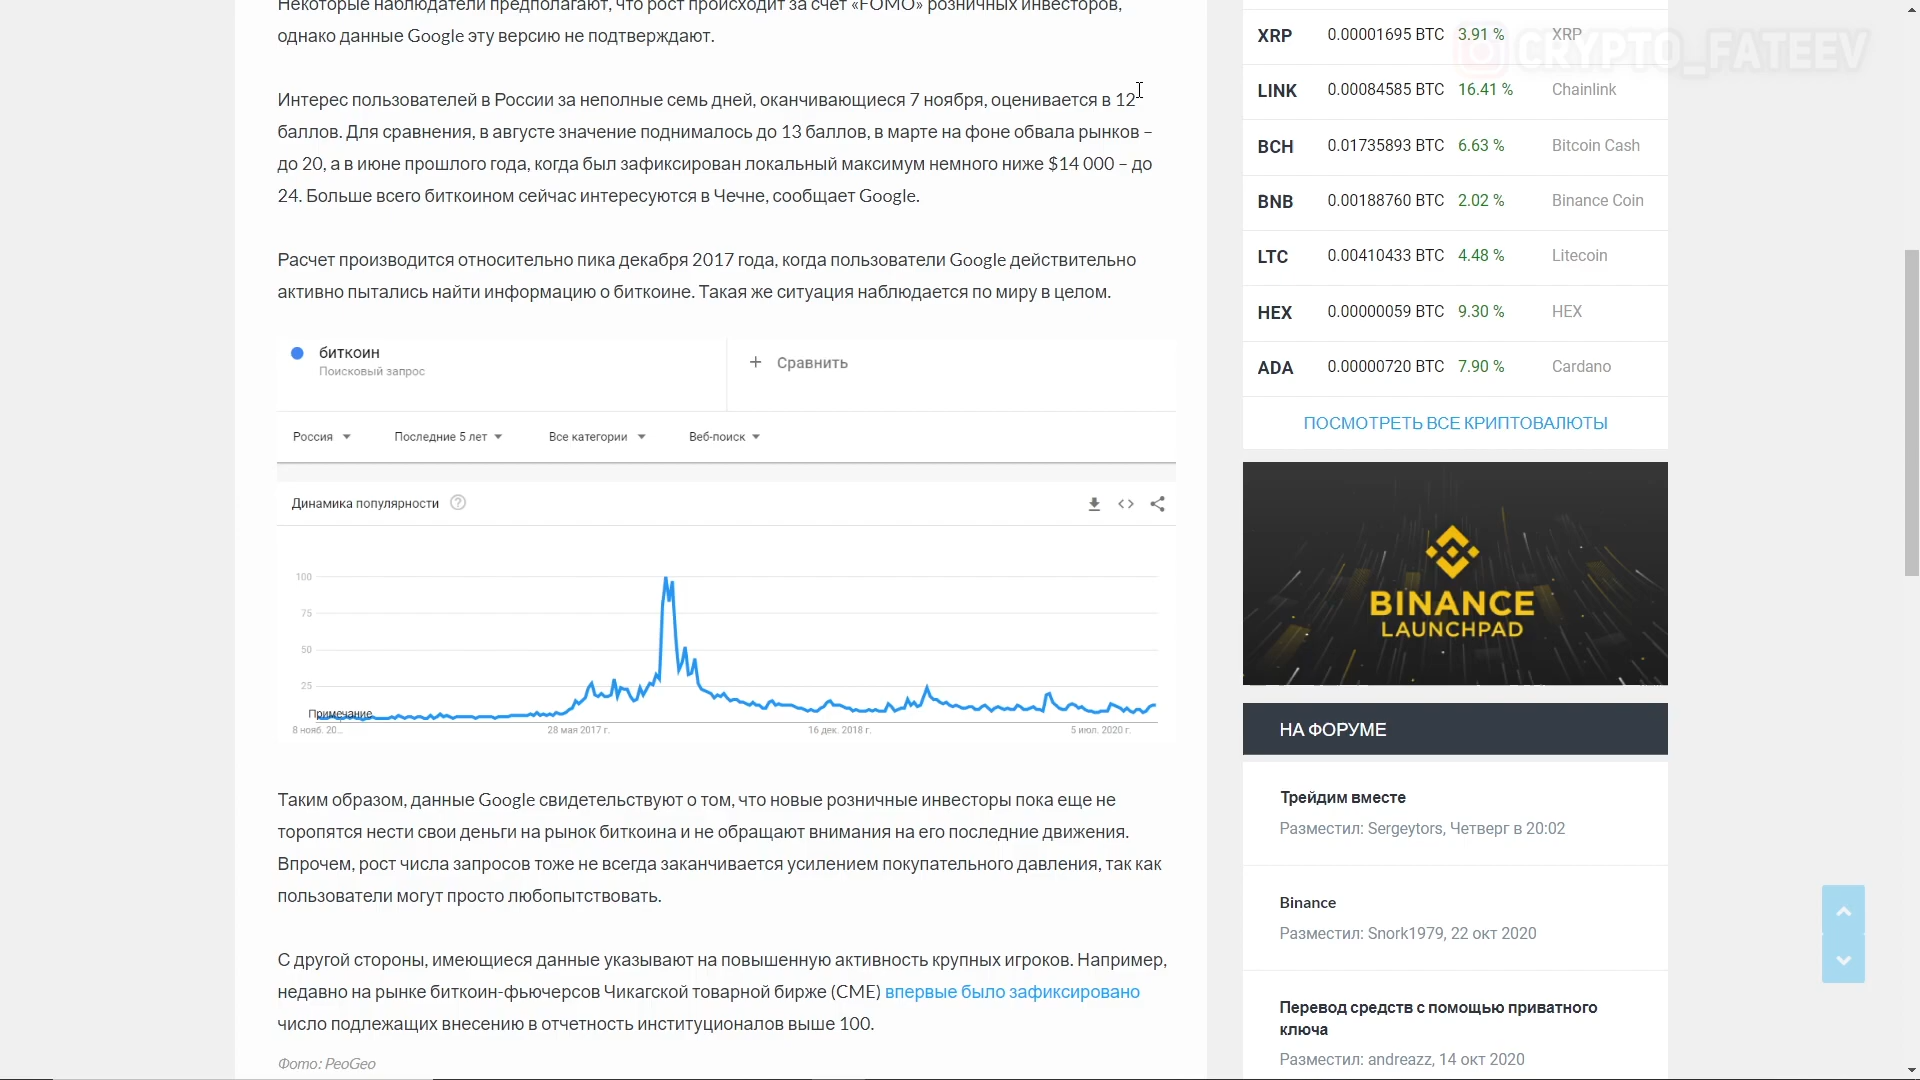 Некоторые наблюдатели предполагают, что рост происходит за счет «FOMO» розничных инвесторов,
однако данные Google эту версию не подтверждают.
Интерес пользователей в России за неполные семь дней, оканчивающиеся 7 ноября, оценивается в 12
баллов. Для сравнения, в августе значение поднималось до 13 баллов, в марте на фоне обвала рынков –
до 20, а в июне прошлого года, когда был зафиксирован локальный максимум немного ниже $14 000 – до
24. Больше всего биткоином сейчас интересуются в Чечне, сообщает Google.
Расчет производится относительно пика декабря 2017 года, когда пользователи Google действительно
активно пытались найти информацию о биткоине. Такая же ситуация наблюдается по миру в целом.
биткоин
Поисковый запрос
+ Сравнить
Россия
Последние 5 лет
Все категории
Веб-поиск
Динамика популярности ?
100
75
50
25
Примечание
8 нояб. 20...
28 мая 2017 г.
16 дек. 2018 г.
5 июл. 2020 г.
Таким образом, данные Google свидетельствуют о том, что новые розничные инвесторы пока еще не
торопятся нести свои деньги на рынок биткоина и не обращают внимания на его последние движения.
Впрочем, рост числа запросов тоже не всегда заканчивается усилением покупательного давления, так как
пользователи могут просто любопытствовать.
С другой стороны, имеющиеся данные указывают на повышенную активность крупных игроков. Например,
недавно на рынке биткоин-фьючерсов Чикагской товарной бирже (CME) впервые было зафиксировано
число подлежащих внесению в отчетность институционалов выше 100.
Фото: PeoGeo
CRYPTO_FATEEV
XRP 0.00001695 BTC 3.91 % XRP
LINK 0.00084585 BTC 16.41 % Chainlink
BCH 0.01735893 BTC 6.63 % Bitcoin Cash
BNB 0.00188760 BTC 2.02 % Binance Coin
LTC 0.00410433 BTC 4.48 % Litecoin
HEX 0.00000059 BTC 9.30 % HEX
ADA 0.00000720 BTC 7.90 % Cardano
ПОСМОТРЕТЬ ВСЕ КРИПТОВАЛЮТЫ
BINANCE
LAUNCHPAD
НА ФОРУМЕ
Трейдим вместе
Разместил: Sergeytors, Четверг в 20:02
Binance
Разместил: Snork1979, 22 окт 2020
Перевод средств с помощью приватного
ключа
Разместил: andreazz, 14 окт 2020